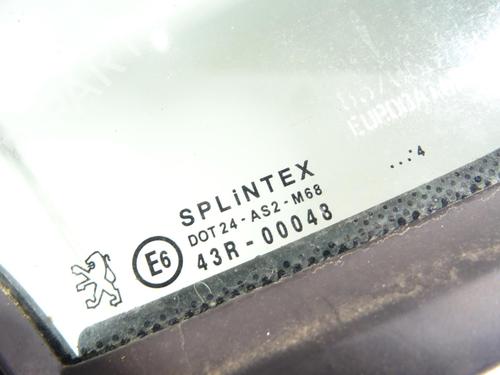 SPLiNTEX
DOT24-AS2-M68
E6
43R-00048
...:4